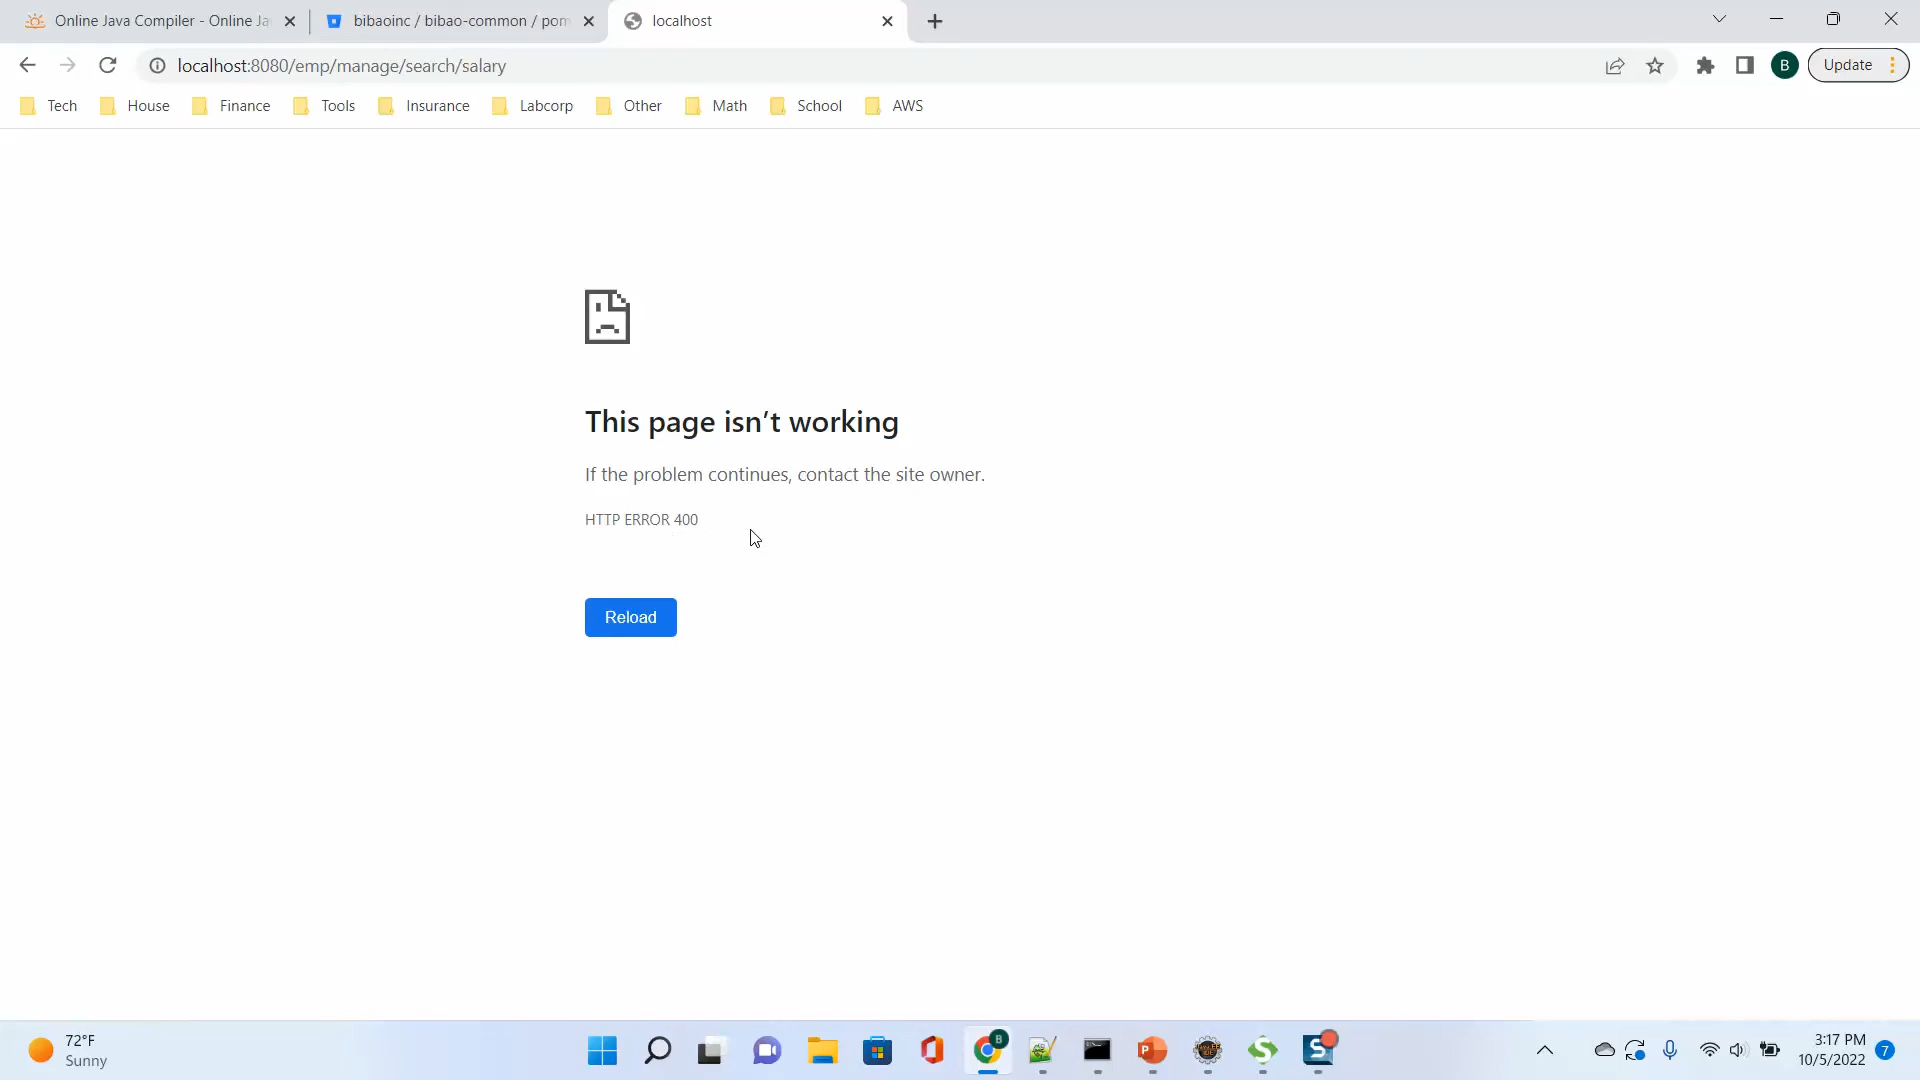 Online Java Compiler - Online Ja
bibaoinc / bibao-common / pom
localhost
localhost:8080/emp/manage/search/salary
B
Update
Tech
House
Finance
Tools
Insurance
Labcorp
Other
Math
School
AWS
This page isn’t working
If the problem continues, contact the site owner.
HTTP ERROR 400
Reload
72°F
Sunny
3:17 PM
10/5/2022
7